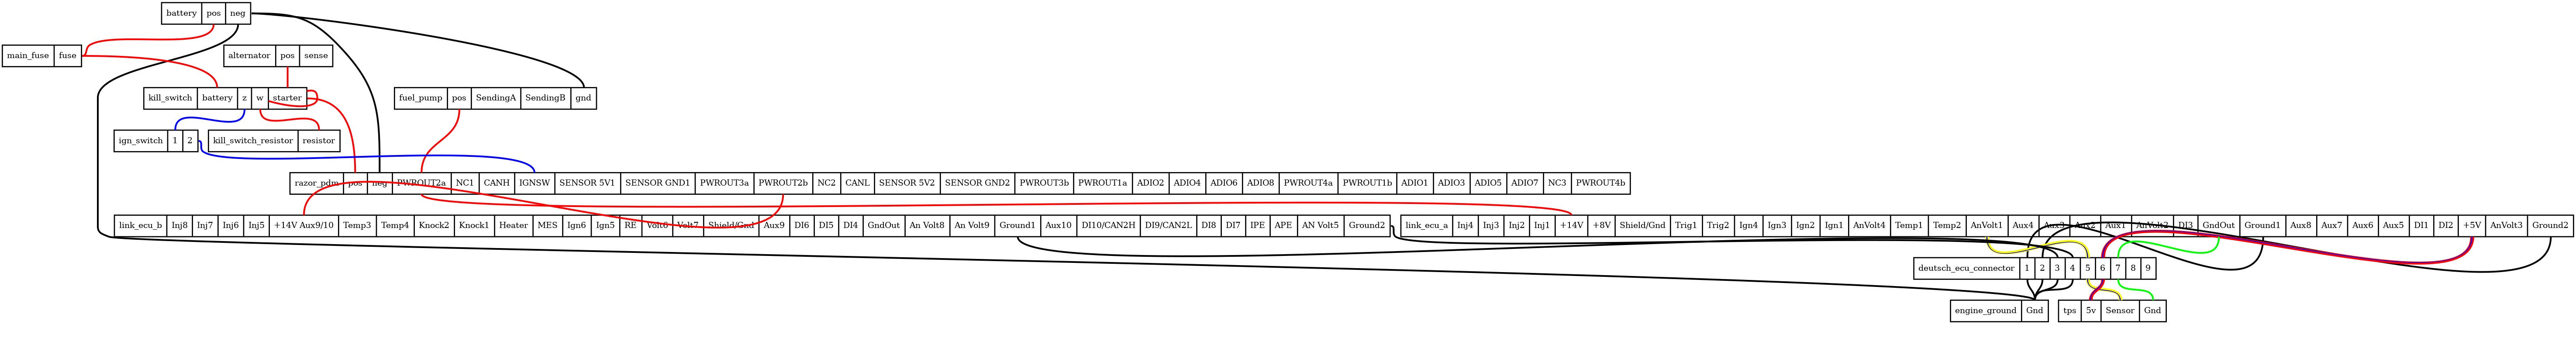 battery pos neg
main_fuse fuse
alternator pos sense
kill_switch battery z w starter
fuel_pump pos SendingA SendingB gnd
ign_switch 1 2
kill_switch_resistor resistor
razor_pdm pos neg PWROUT2a NC1 CANH IGNSW SENSOR 5V1 SENSOR GND1 PWROUT3a PWROUT2b NC2 CANL SENSOR 5V2 SENSOR GND2 PWROUT3b PWROUT1a ADIO2 ADIO4 ADIO6 ADIO8 PWROUT4a PWROUT1b ADIO1 ADIO3 ADIO5 ADIO7 NC3 PWROUT4b
link_ecu_b Inj8 Inj7 Inj6 Inj5 +14V Aux9/10 Temp3 Temp4 Knock2 Knock1 Heater MES Ign6 Ign5 RE Volt6 Volt7 Shield/Gnd Aux9 DI6 DI5 DI4 GndOut An Volt8 An Volt9 Ground1 Aux10 DI10/CAN2H DI9/CAN2L DI8 DI7 IPE APE AN Volt5 Ground2
link_ecu_a Inj4 Inj3 Inj2 Inj1 +14V +8V Shield/Gnd Trig1 Trig2 Ign4 Ign3 Ign2 Ign1 AnVolt4 Temp1 Temp2 AnVolt1 Aux4 Aux3 Aux2 Aux1 AnVolt2 DI3 GndOut Ground1 Aux8 Aux7 Aux6 Aux5 DI1 DI2 +5V AnVolt3 Ground2
deutsch_ecu_connector 1 2 3 4 5 6 7 8 9
engine_ground Gnd
tps 5v Sensor Gnd